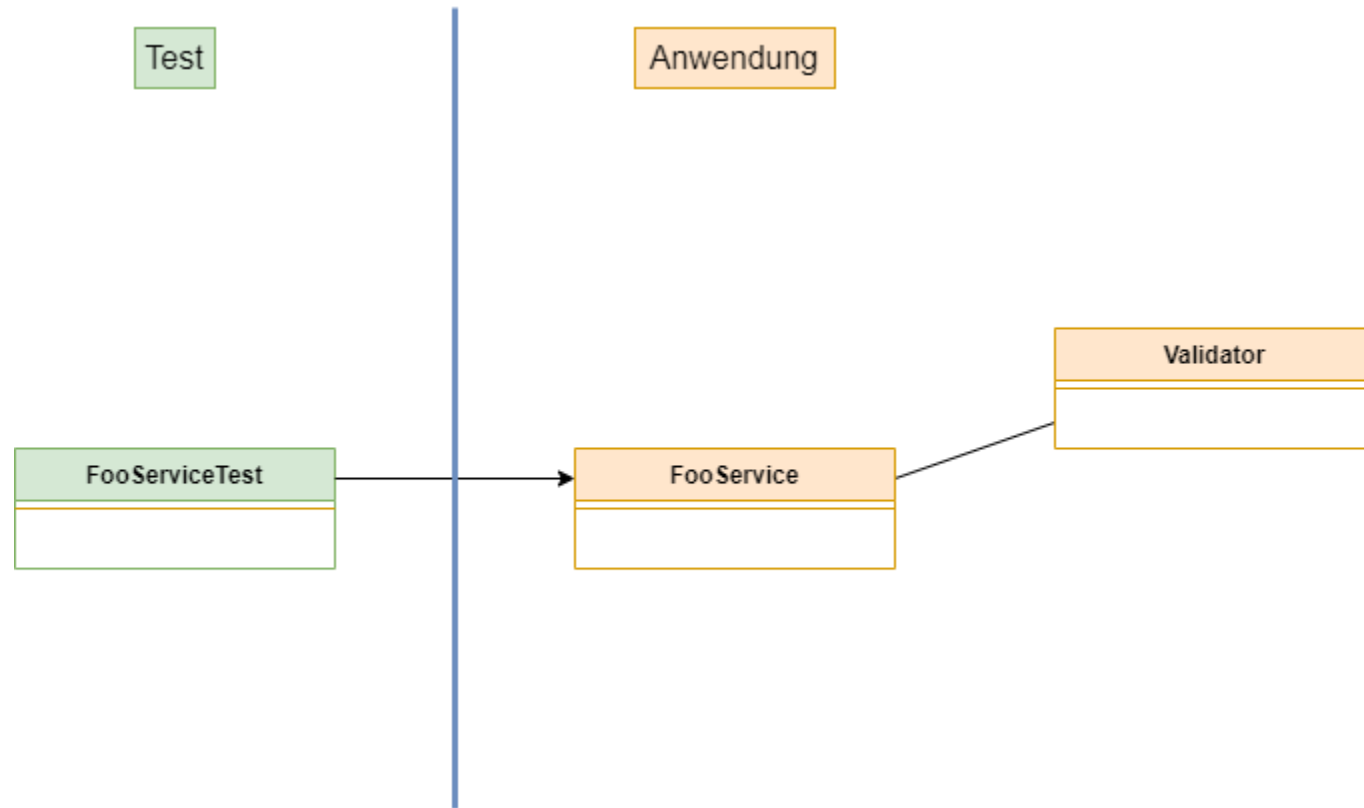 Test
Anwendung
Validator
FooServiceTest
FooService